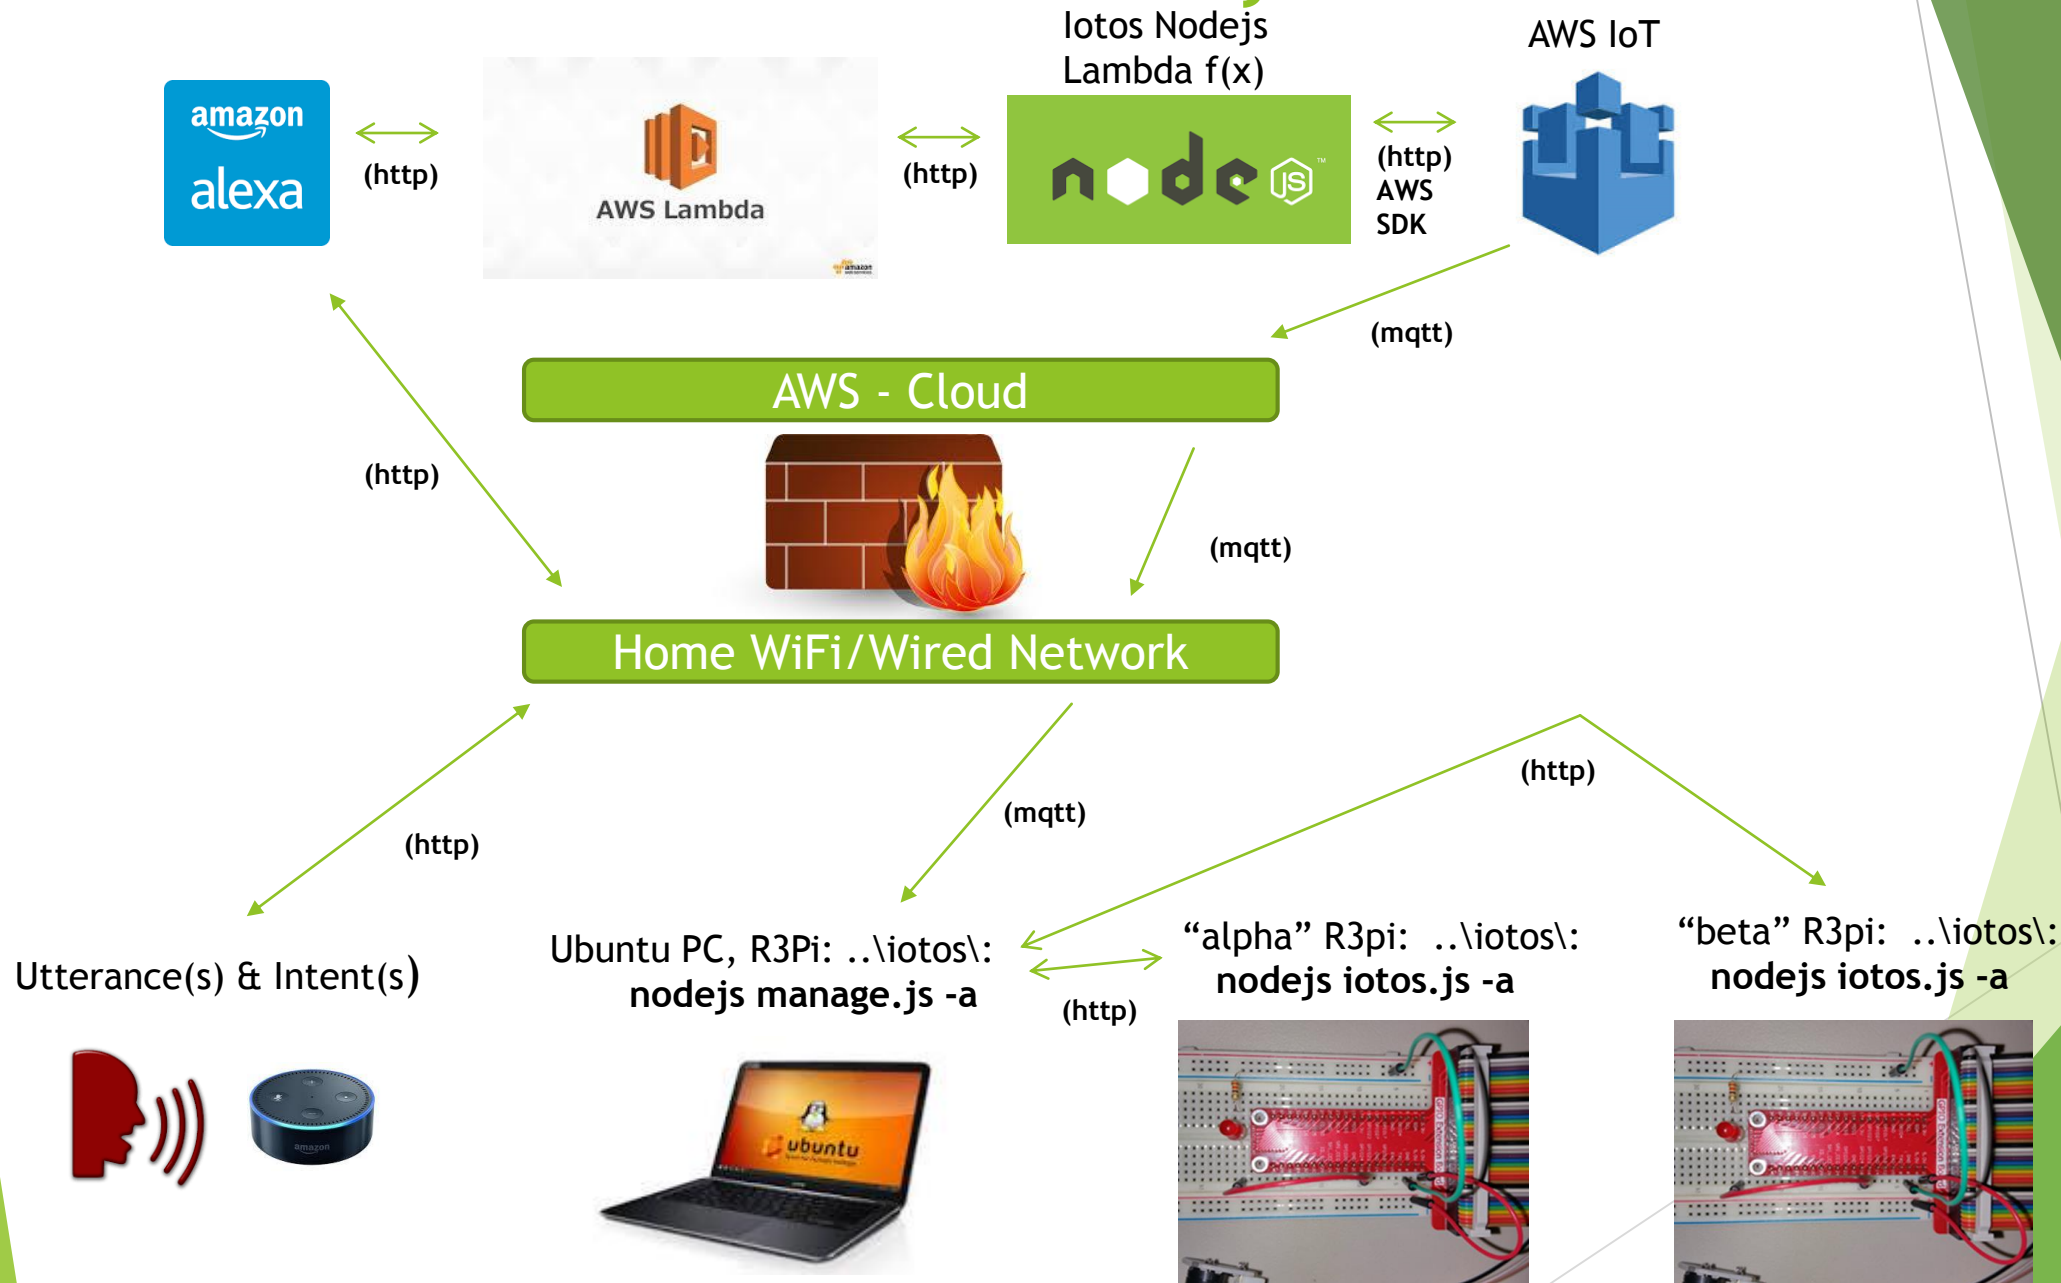 Iotos Nodejs
Lambda f(x)
AWS IoT
amazon
alexa
(http)
AWS Lambda
amazon
(http)
node
JS
TM
(http)
AWS
SDK
(mqtt)
AWS - Cloud
(http)
(mqtt)
Home WiFi/Wired Network
(http)
(mqtt)
(http)
Utterance(s) & Intent(s)
Ubuntu PC, R3Pi: ..\iotos\:
nodejs manage.js -a
(http)
“alpha” R3pi: ..\iotos\:
nodejs iotos.js -a
“beta” R3pi: ..\iotos\:
nodejs iotos.js -a
amazon
ubuntu